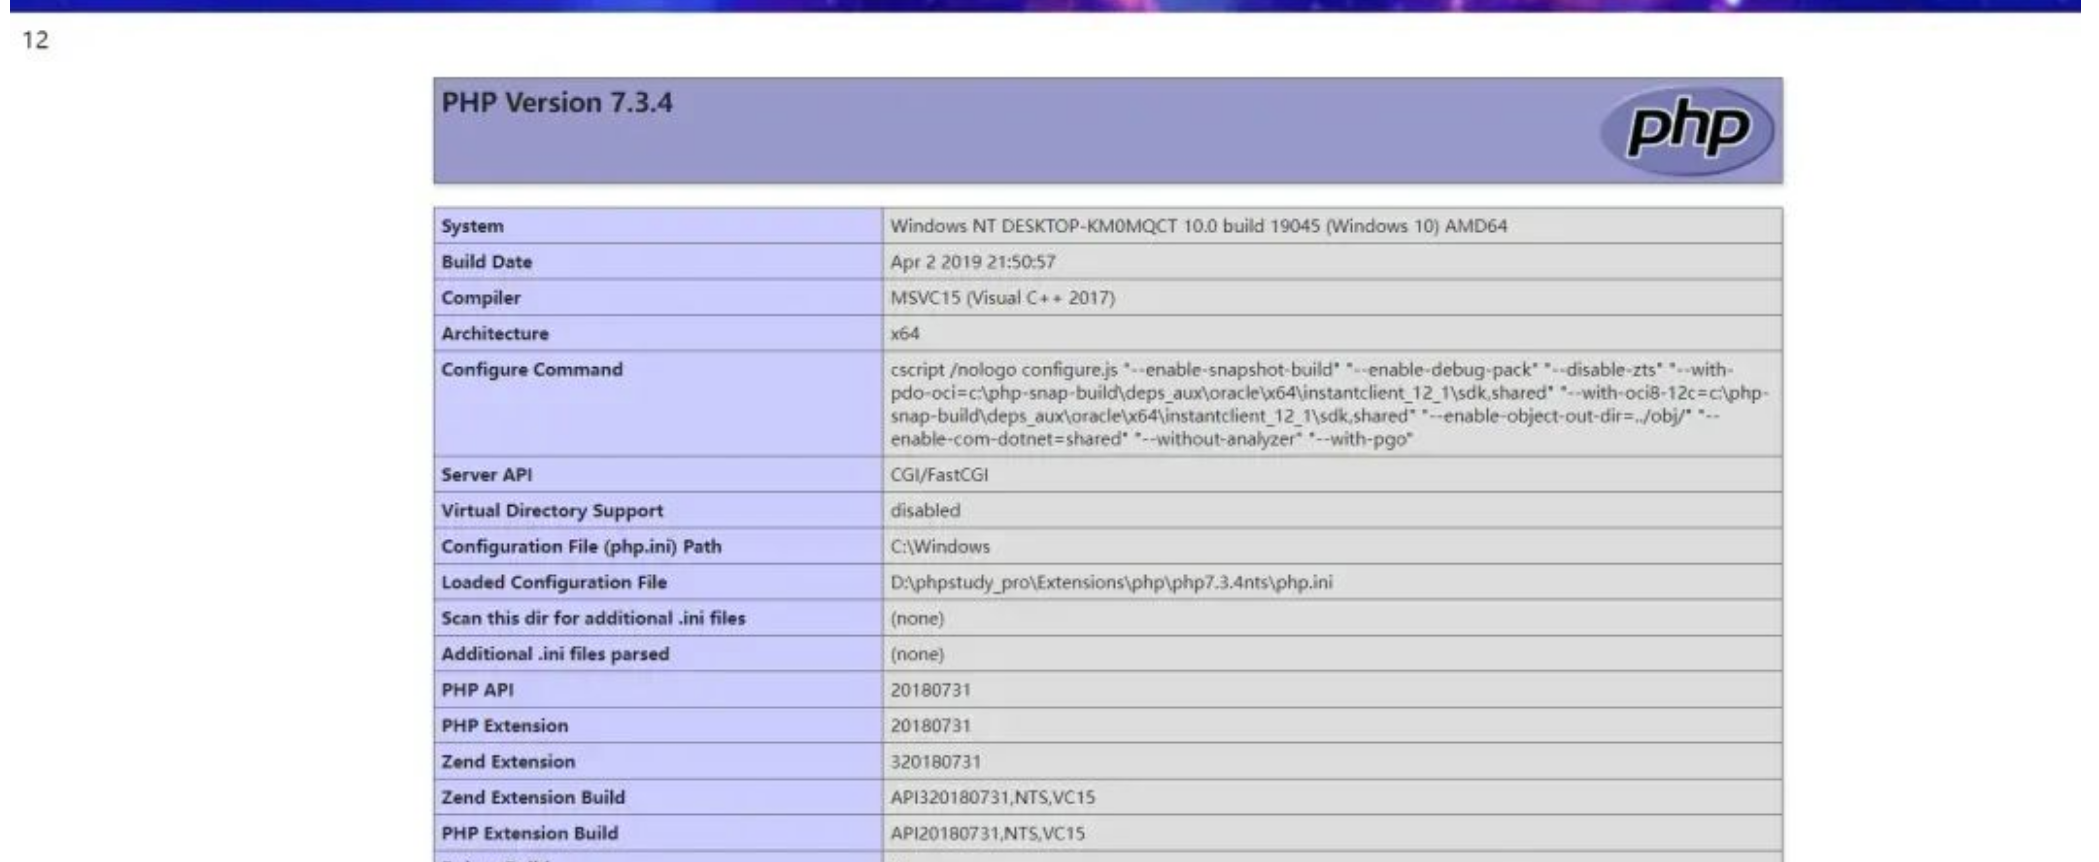 12
PHP Version 7.3.4
php
System Windows NT DESKTOP-KM0MQCT 10.0 build 19045 (Windows 10) AMD64
Build Date Apr 2 2019 21:50:57
Compiler MSVC15 (Visual C++ 2017)
Architecture x64
Configure Command cscript /nologo configure.js "--enable-snapshot-build" "--enable-debug-pack" "--disable-zts" "--with-
pdo-oci=c:\php-snap-build\deps_aux\oracle\x64\instantclient_12_1\sdk,shared" "--with-oci8-12c=c:\php-
snap-build\deps_aux\oracle\x64\instantclient_12_1\sdk,shared" "--enable-object-out-dir=../obj/" "--
enable-com-dotnet=shared" "--without-analyzer" "--with-pgo"
Server API CGI/FastCGI
Virtual Directory Support disabled
Configuration File (php.ini) Path C:\Windows
Loaded Configuration File D:\phpstudy_pro\Extensions\php\php7.3.4nts\php.ini
Scan this dir for additional .ini files (none)
Additional .ini files parsed (none)
PHP API 20180731
PHP Extension 20180731
Zend Extension 320180731
Zend Extension Build API320180731,NTS,VC15
PHP Extension Build API20180731,NTS,VC15